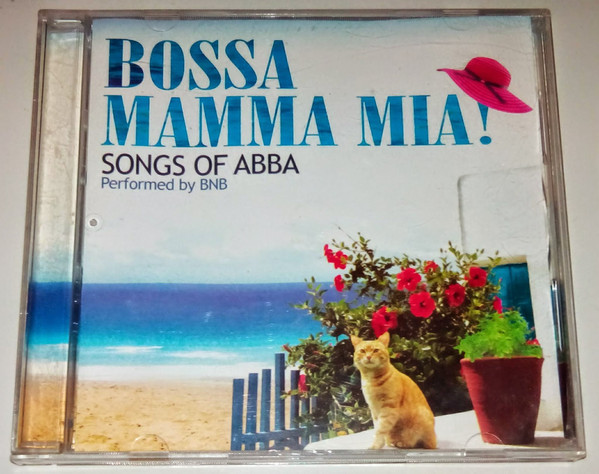 BOSSA
MAMMA MIA!
SONGS OF ABBA
Performed by BNB